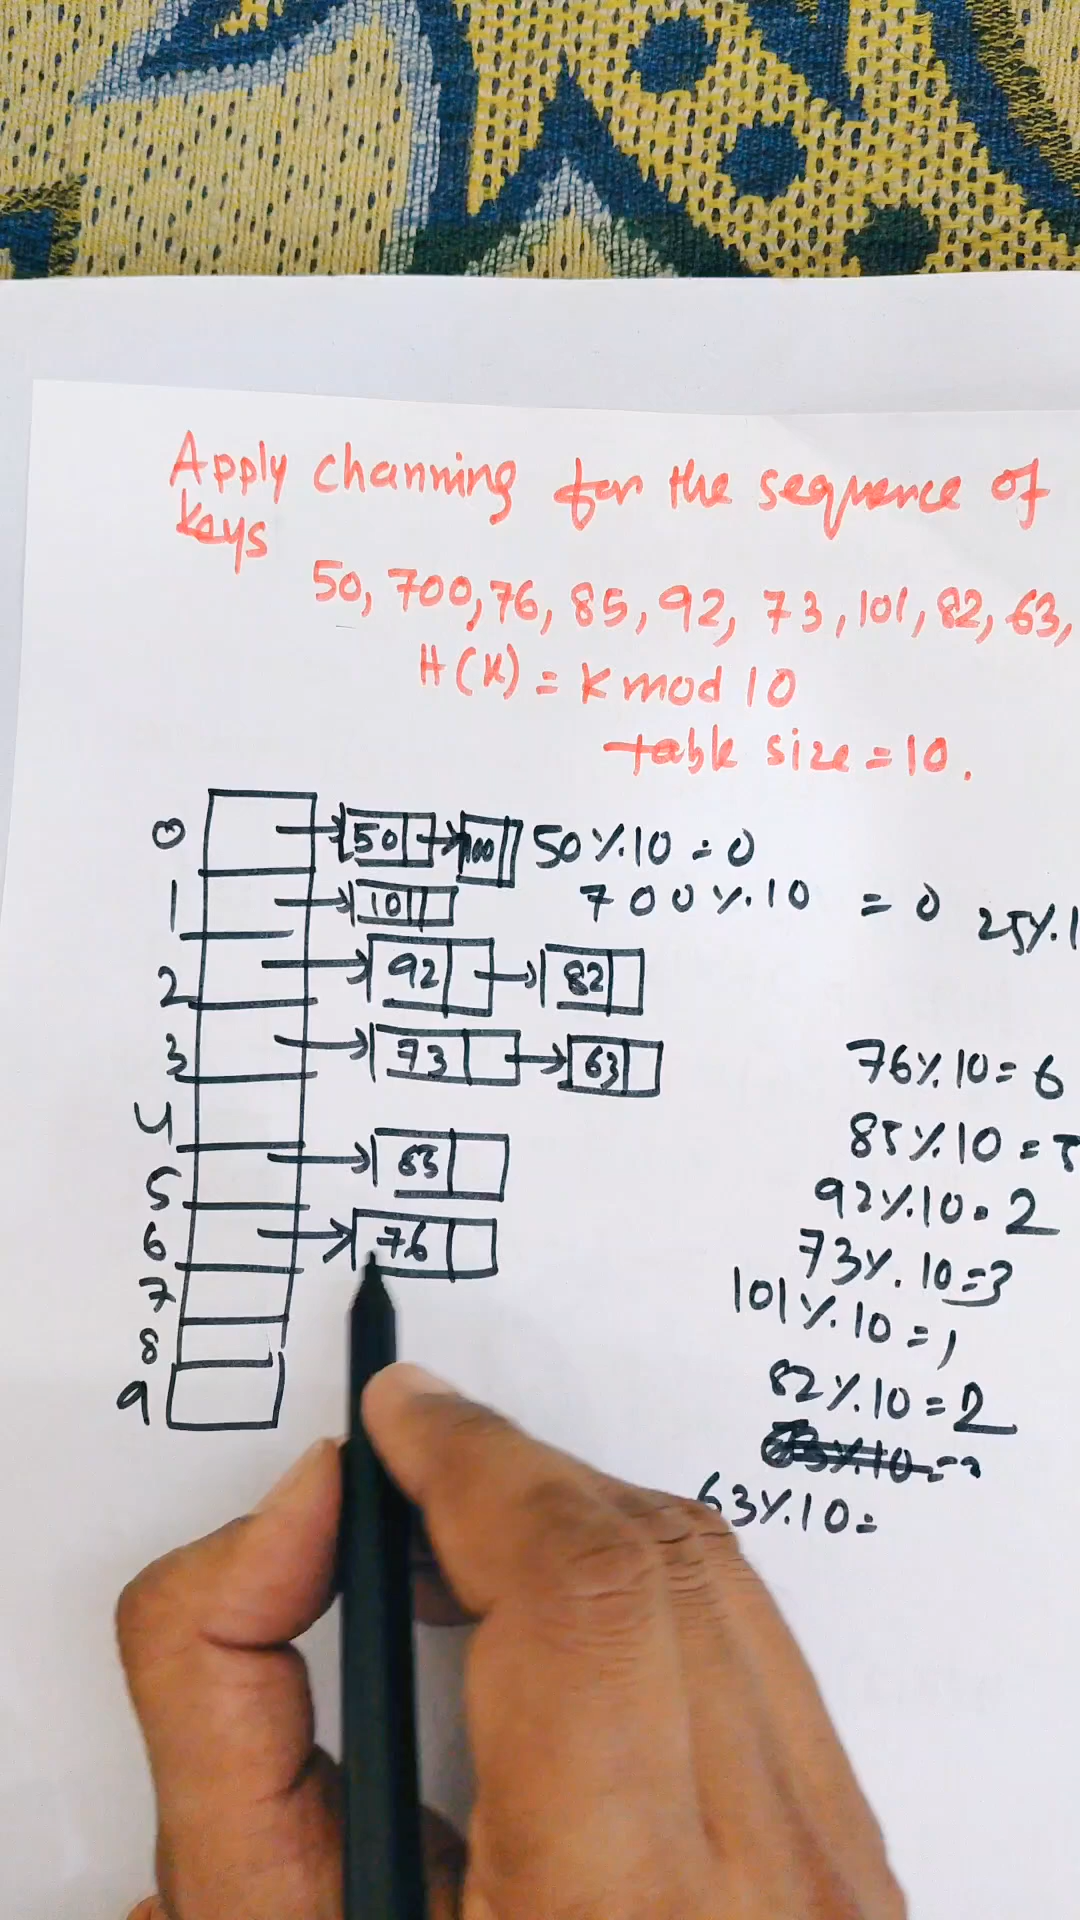 Apply channing for the sequence of
keys
50, 700, 76, 85, 92, 73, 101, 82, 63,
H(K) = K mod 10
table size = 10.
0 50 50%10 = 0
1 101 700%10 = 0
2 92 82
3 73 63
4
5 85
6 76
7
8
9
25%.1
76%10 = 6
85%10 = 5
92%10 = 2
73%10 = 3
101%10 = 1
82%10 = 2
63%10 =